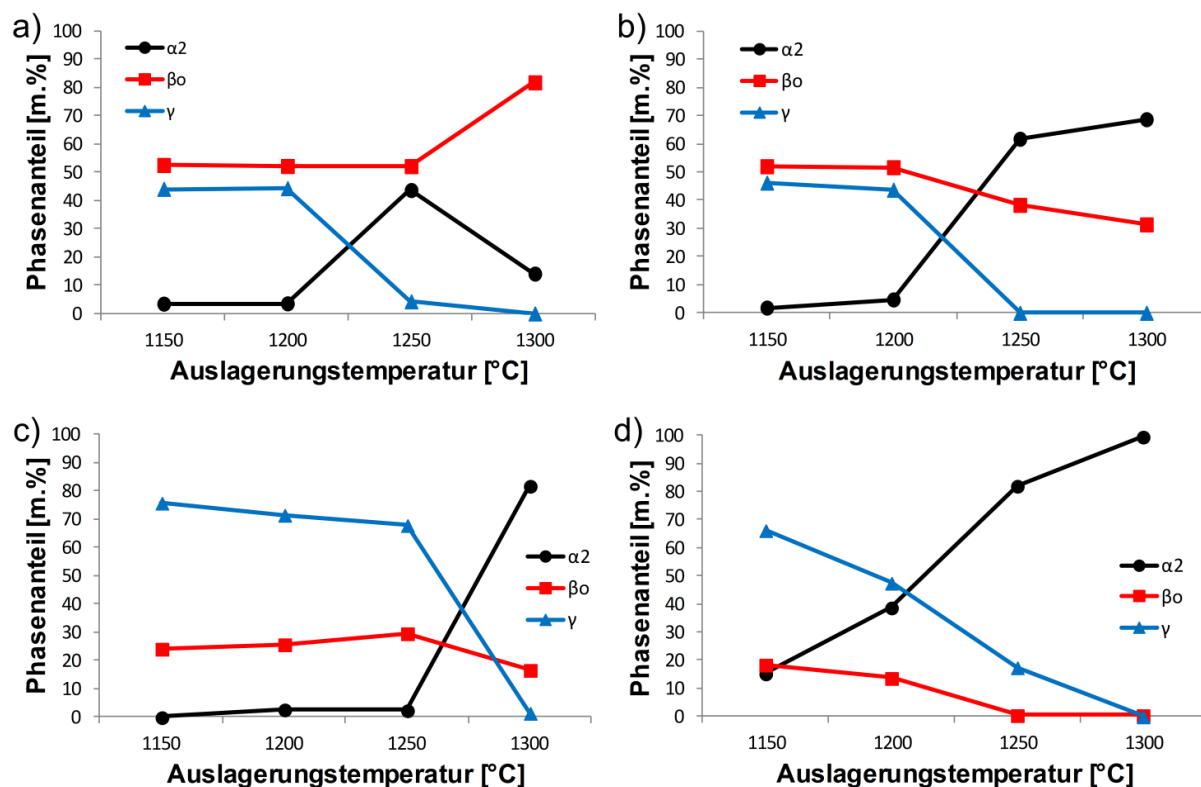 a)
Phasenanteil [m.%]
100
90
80
70
60
50
40
30
20
10
0
α2
βo
γ
1150 1200 1250 1300
Auslagerungstemperatur [°C]
b)
Phasenanteil [m.%]
100
90
80
70
60
50
40
30
20
10
0
α2
βo
γ
1150 1200 1250 1300
Auslagerungstemperatur [°C]
c)
Phasenanteil [m.%]
100
90
80
70
60
50
40
30
20
10
0
α2
βo
γ
1150 1200 1250 1300
Auslagerungstemperatur [°C]
d)
Phasenanteil [m.%]
100
90
80
70
60
50
40
30
20
10
0
α2
βo
γ
1150 1200 1250 1300
Auslagerungstemperatur [°C]